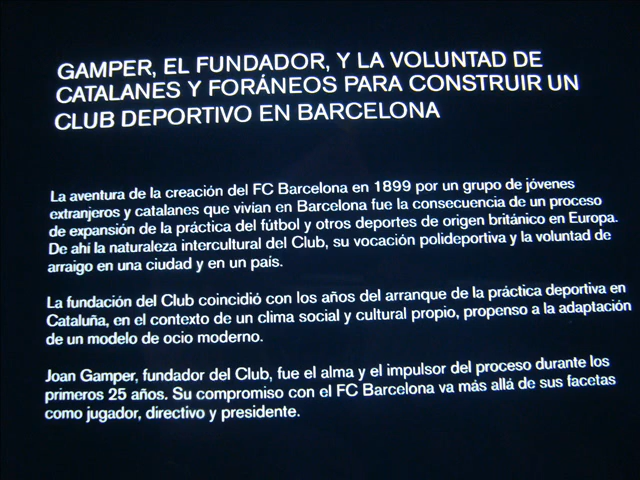 GAMPER, EL FUNDADOR, Y LA VOLUNTAD DE
CATALANES Y FORÁNEOS PARA CONSTRUIR UN
CLUB DEPORTIVO EN BARCELONA
La aventura de la creación del FC Barcelona en 1899 por un grupo de jóvenes
extranjeros y catalanes que vivían en Barcelona fue la consecuencia de un proceso
de expansión de la práctica del fútbol y otros deportes de origen británico en Europa.
De ahí la naturaleza intercultural del Club, su vocación polideportiva y la voluntad de
arraigo en una ciudad y en un país.
La fundación del Club coincidió con los años del arranque de la práctica deportiva en
Cataluña, en el contexto de un clima social y cultural propio, propenso a la adaptación
de un modelo de ocio moderno.
Joan Gamper, fundador del Club, fue el alma y el impulsor del proceso durante los
primeros 25 años. Su compromiso con el FC Barcelona va más allá de sus facetas
como jugador, directivo y presidente.